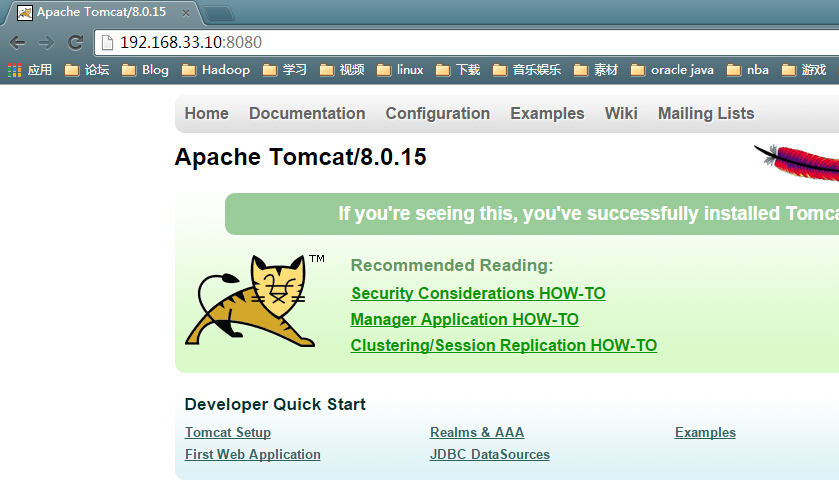 Apache Tomcat/8.0.15
192.168.33.10:8080
应用 论坛 Blog Hadoop 学习 视频 linux 下载 音乐娱乐 素材 oracle java nba 游戏
Home Documentation Configuration Examples Wiki Mailing Lists
Apache Tomcat/8.0.15
If you're seeing this, you've successfully installed Tomca
TM
Recommended Reading:
Security Considerations HOW-TO
Manager Application HOW-TO
Clustering/Session Replication HOW-TO
Developer Quick Start
Tomcat Setup Realms & AAA Examples
First Web Application JDBC DataSources